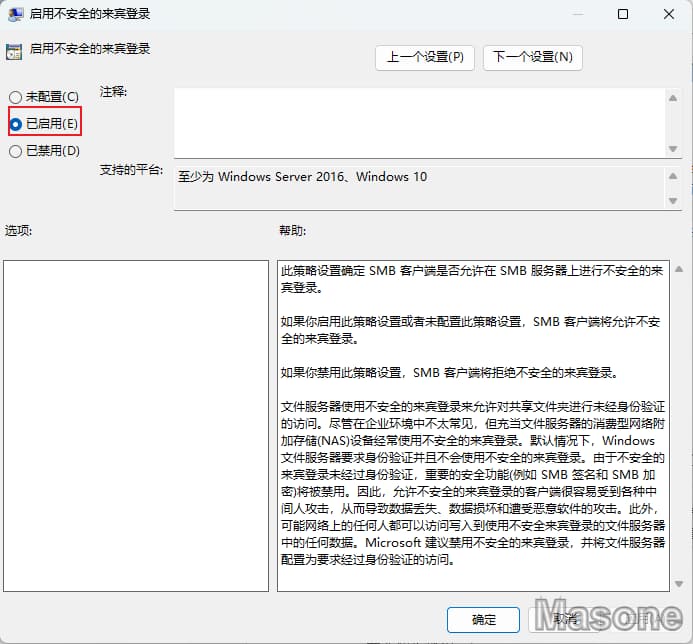 启用不安全的来宾登录
启用不安全的来宾登录
上一个设置(P)
下一个设置(N)
未配置(C)
注释:
已启用(E)
已禁用(D)
支持的平台:
至少为 Windows Server 2016、Windows 10
选项:
帮助:
此策略设置确定 SMB 客户端是否允许在 SMB 服务器上进行不安全的来
宾登录。
如果你启用此策略设置或者未配置此策略设置，SMB 客户端将允许不安
全的来宾登录。
如果你禁用此策略设置，SMB 客户端将拒绝不安全的来宾登录。
文件服务器使用不安全的来宾登录来允许对共享文件夹进行未经身份验证
的访问。尽管在企业环境中不太常见，但充当文件服务器的消费型网络附
加存储(NAS)设备经常使用不安全的来宾登录。默认情况下，Windows
文件服务器要求身份验证并且不会使用不安全的来宾登录。由于不安全的
来宾登录未经过身份验证，重要的安全功能(例如 SMB 签名和 SMB 加
密)将被禁用。因此，允许不安全的来宾登录的客户端很容易受到各种中
间人攻击，从而导致数据丢失、数据损坏和遭受恶意软件的攻击。此外，
可能网络上的任何人都可以访问写入到使用不安全来宾登录的文件服务器
中的任何数据。Microsoft 建议禁用不安全的来宾登录，并将文件服务器
配置为要求经过身份验证的访问。
确定
取消
Masone